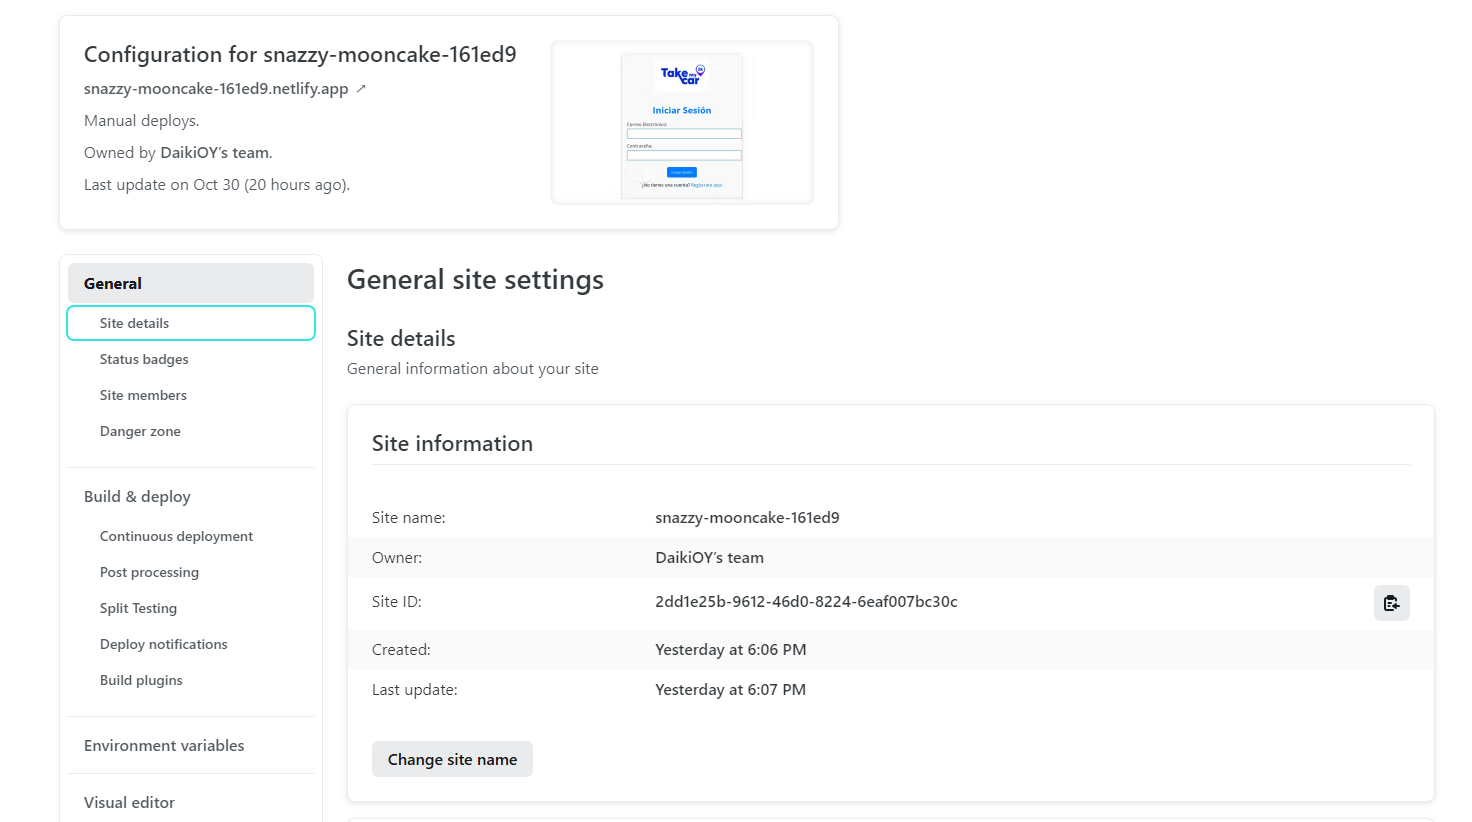 Configuration for snazzy-mooncake-161ed9
snazzy-mooncake-161ed9.netlify.app ↗
Manual deploys.
Owned by DaikiOY's team.
Last update on Oct 30 (20 hours ago).
Take my car
Iniciar Sesión
Correo Electrónico:
Contraseña:
¿No tienes una cuenta? Regístrate aquí
General
Site details
Status badges
Site members
Danger zone
Build & deploy
Continuous deployment
Post processing
Split Testing
Deploy notifications
Build plugins
Environment variables
Visual editor
General site settings
Site details
General information about your site
Site information
Site name: snazzy-mooncake-161ed9
Owner: DaikiOY's team
Site ID: 2dd1e25b-9612-46d0-8224-6eaf007bc30c
Created: Yesterday at 6:06 PM
Last update: Yesterday at 6:07 PM
Change site name